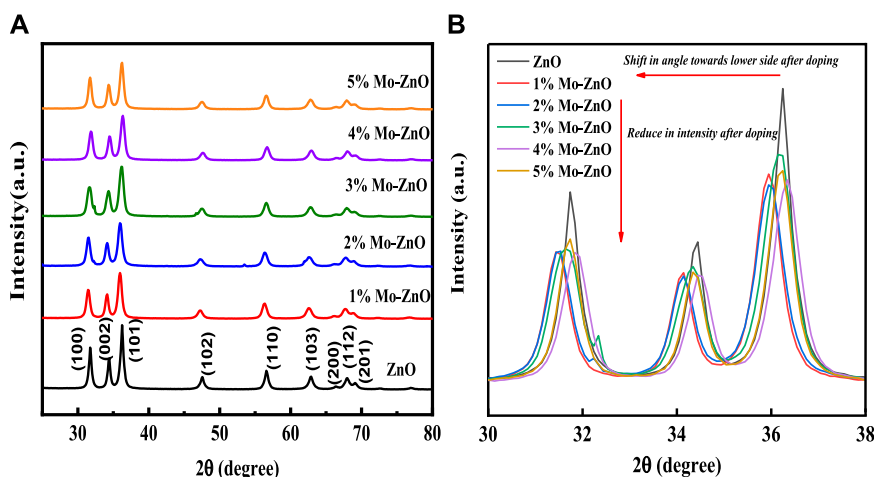 A
5% Mo-ZnO
4% Mo-ZnO
3% Mo-ZnO
2% Mo-ZnO
1% Mo-ZnO
ZnO
(100)
(002)
(101)
(102)
(110)
(103)
(200)
(112)
(201)
Intensity(a.u.)
30 40 50 60 70 80
2θ (degree)
B
ZnO
1% Mo-ZnO
2% Mo-ZnO
3% Mo-ZnO
4% Mo-ZnO
5% Mo-ZnO
Shift in angle towards lower side after doping
Reduce in intensity after doping
Intensity (a.u.)
30 32 34 36 38
2θ (degree)